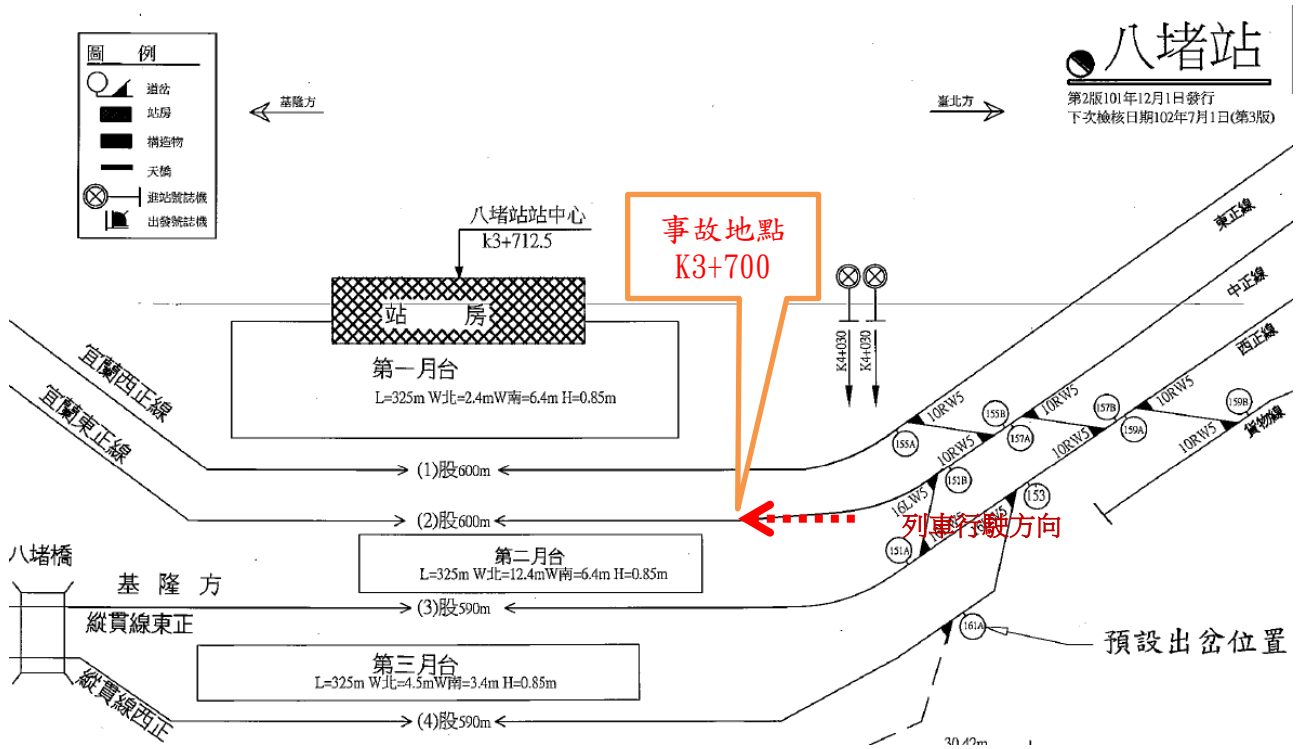 圖 例
道岔
站房
構造物
天橋
進站號誌機
出發號誌機
基隆方
臺北方
八堵站
第2版101年12月1日發行
下次檢核日期102年7月1日(第3版)
八堵站站中心
k3+712.5
事故地點
K3+700
站 房
第一月台
L=325m W北=2.4mW南=6.4m H=0.85m
K4+030
K4+030
東正線
中正線
西正線
貨物線
宜蘭西正線
宜蘭東正線
10RW5
10RW5
10RW5
10RW5
10RW5
10RW5
16LW5
155A
155B
157A
157B
159A
159B
151B
151A
153
161A
(1)股600m
(2)股600m
列車行駛方向
第二月台
L=325m W北=12.4mW南=6.4m H=0.85m
八堵橋
基隆方
(3)股590m
縱貫線東正
預設出岔位置
第三月台
L=325m W北=4.5mW南=3.4m H=0.85m
縱貫線西正
(4)股590m
30.42m